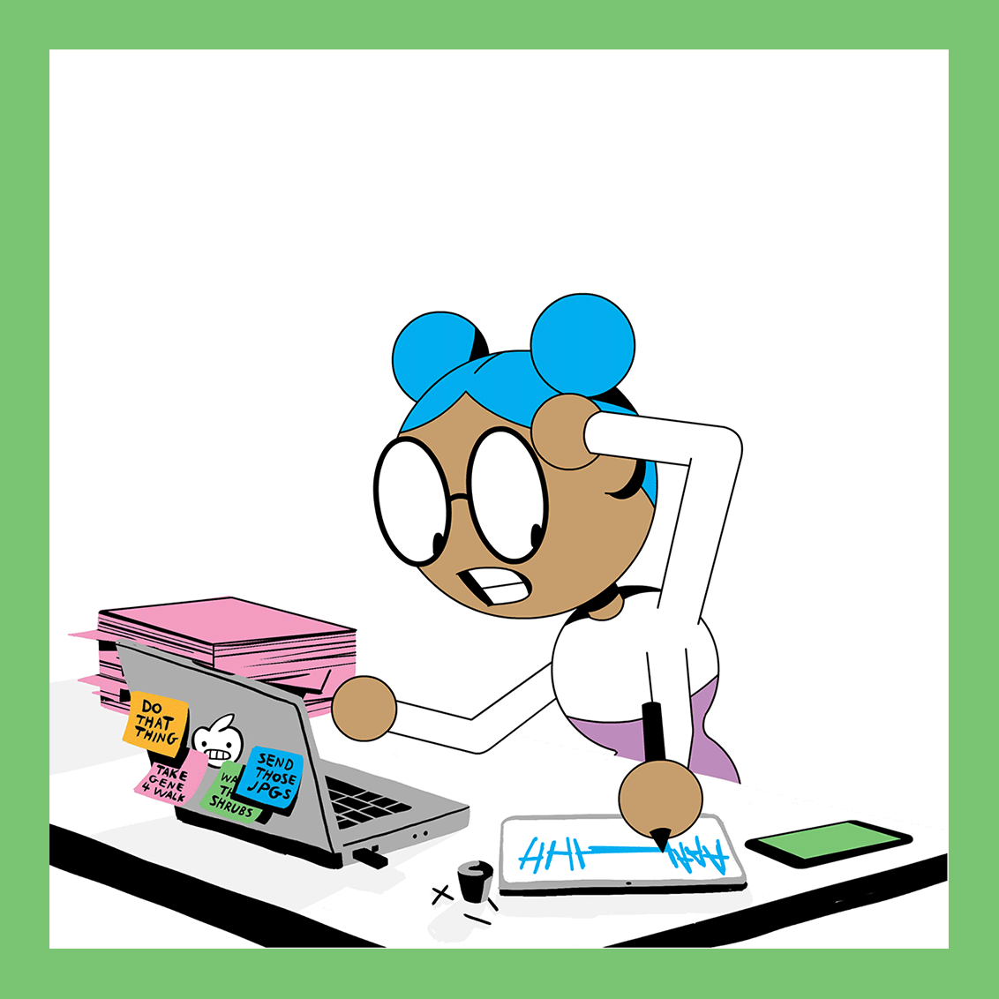 DO
THAT
THING
TAKE
GENE
4 WALK
SHRUBS
SEND
THOSE
JPGS